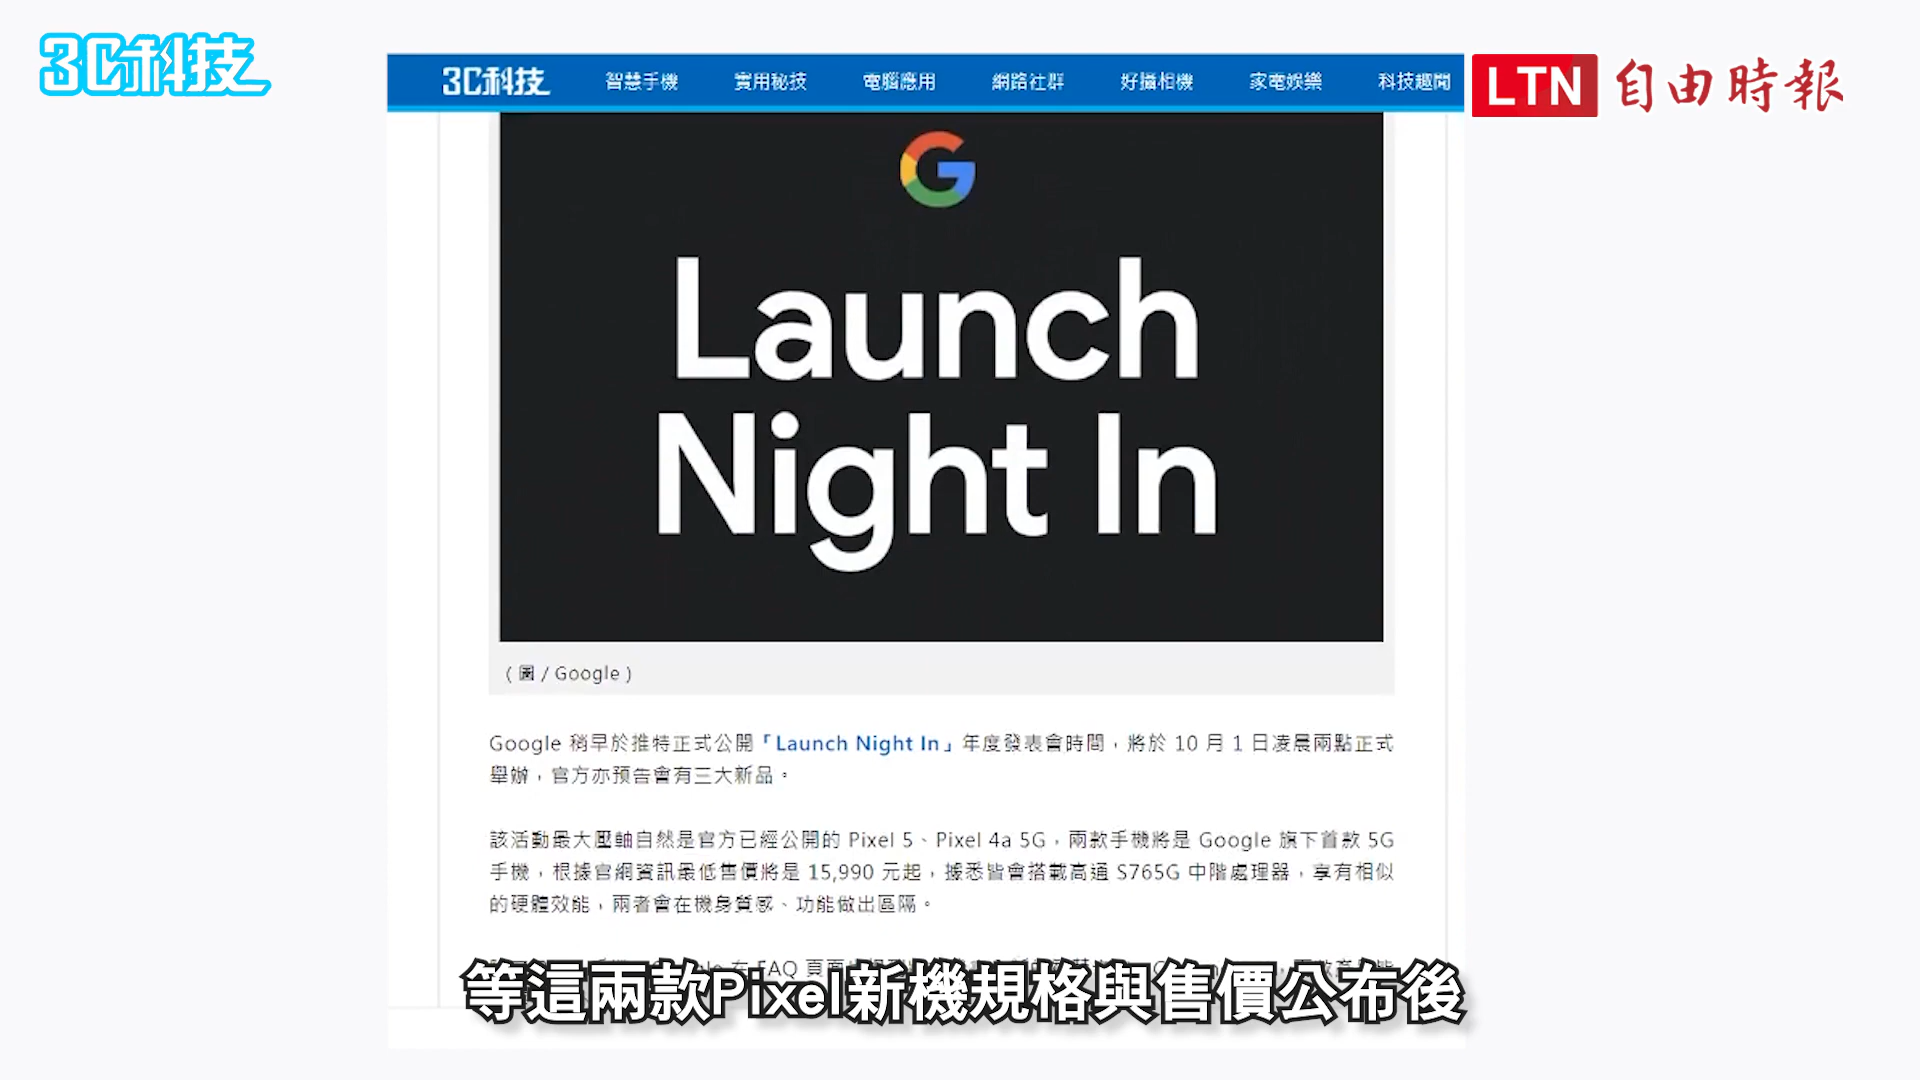 3C科技
3C科技 智慧手機 實用秘技 電腦應用 網路社群 好攝相機 家電娛樂 科技趣聞
LTN 自由時報
G
Launch
Night In
( 圖 / Google )
Google 稍早於推特正式公開「Launch Night In」年度發表會時間，將於 10 月 1 日凌晨兩點正式
舉辦，官方亦預告會有三大新品。
該活動最大壓軸自然是官方已經公開的 Pixel 5、Pixel 4a 5G，兩款手機將是 Google 旗下首款 5G
手機，根據官網資訊最低售價將是 15,990 元起，據悉皆會搭載高通 S765G 中階處理器，享有相似
的硬體效能，兩者會在機身質感、功能做出區隔。
在 FAQ 頁面
等這兩款Pixel新機規格與售價公布後